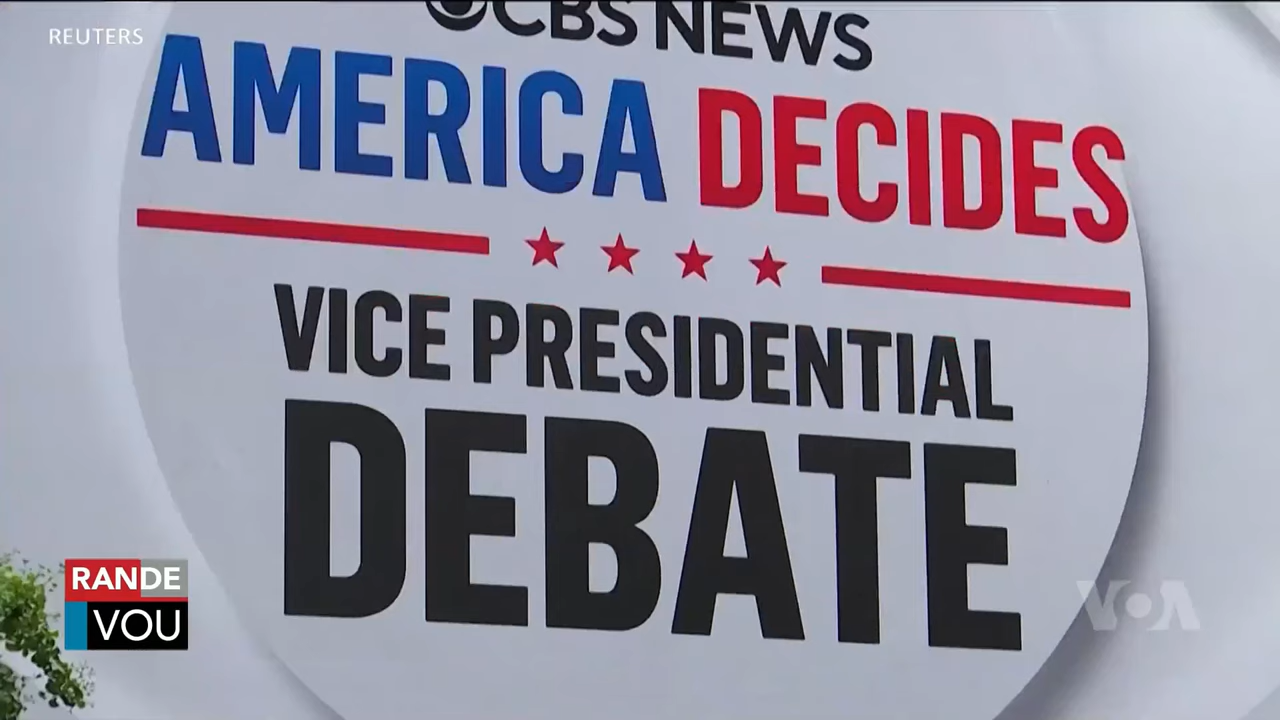 REUTERS
CBS NEWS
AMERICA DECIDES
VICE PRESIDENTIAL
DEBATE
RANDE
VOU
VOA